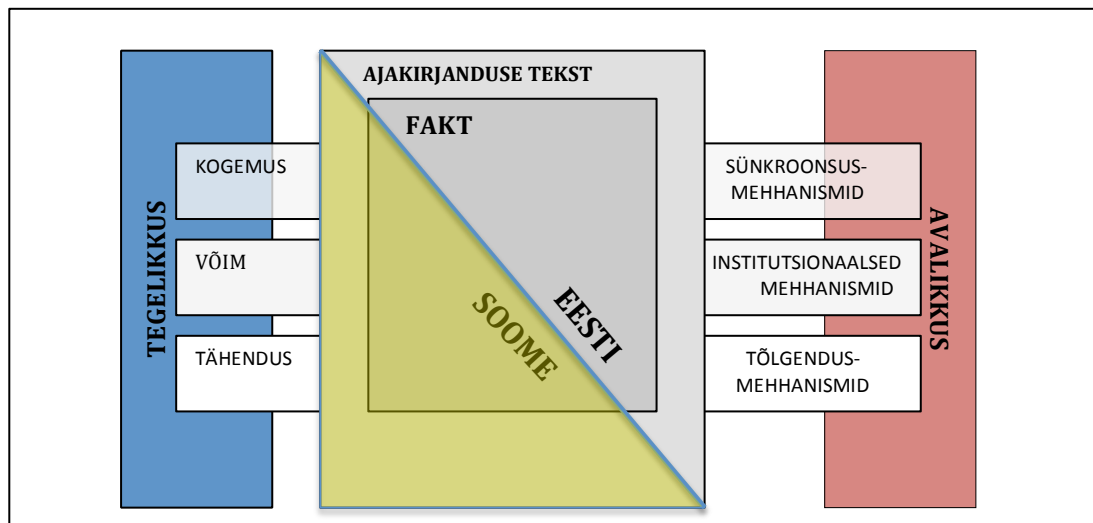 TEGELIKKUS
KOGEMUS
VÕIM
TÄHENDUS
AJAKIRJANDUSE TEKST
FAKT
SOOME
EESTI
SÜNKROONSUS-
MEHHANISMID
INSTITUTSIONAALSED
MEHHANISMID
TÕLGENDUS-
MEHHANISMID
AVALIKKUS